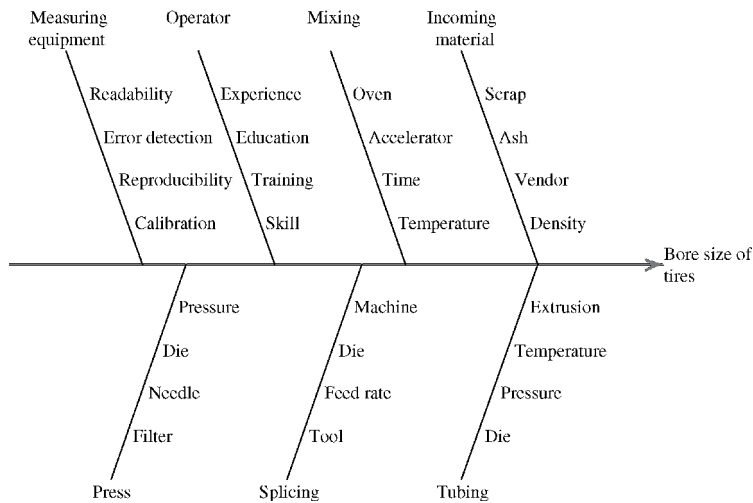 Measuring
equipment
Operator
Mixing
Incoming
material
Readability
Error detection
Reproducibility
Calibration
Experience
Education
Training
Skill
Oven
Accelerator
Time
Temperature
Scrap
Ash
Vendor
Density
Bore size of
tires
Pressure
Die
Needle
Filter
Press
Machine
Die
Feed rate
Tool
Splicing
Extrusion
Temperature
Pressure
Die
Tubing